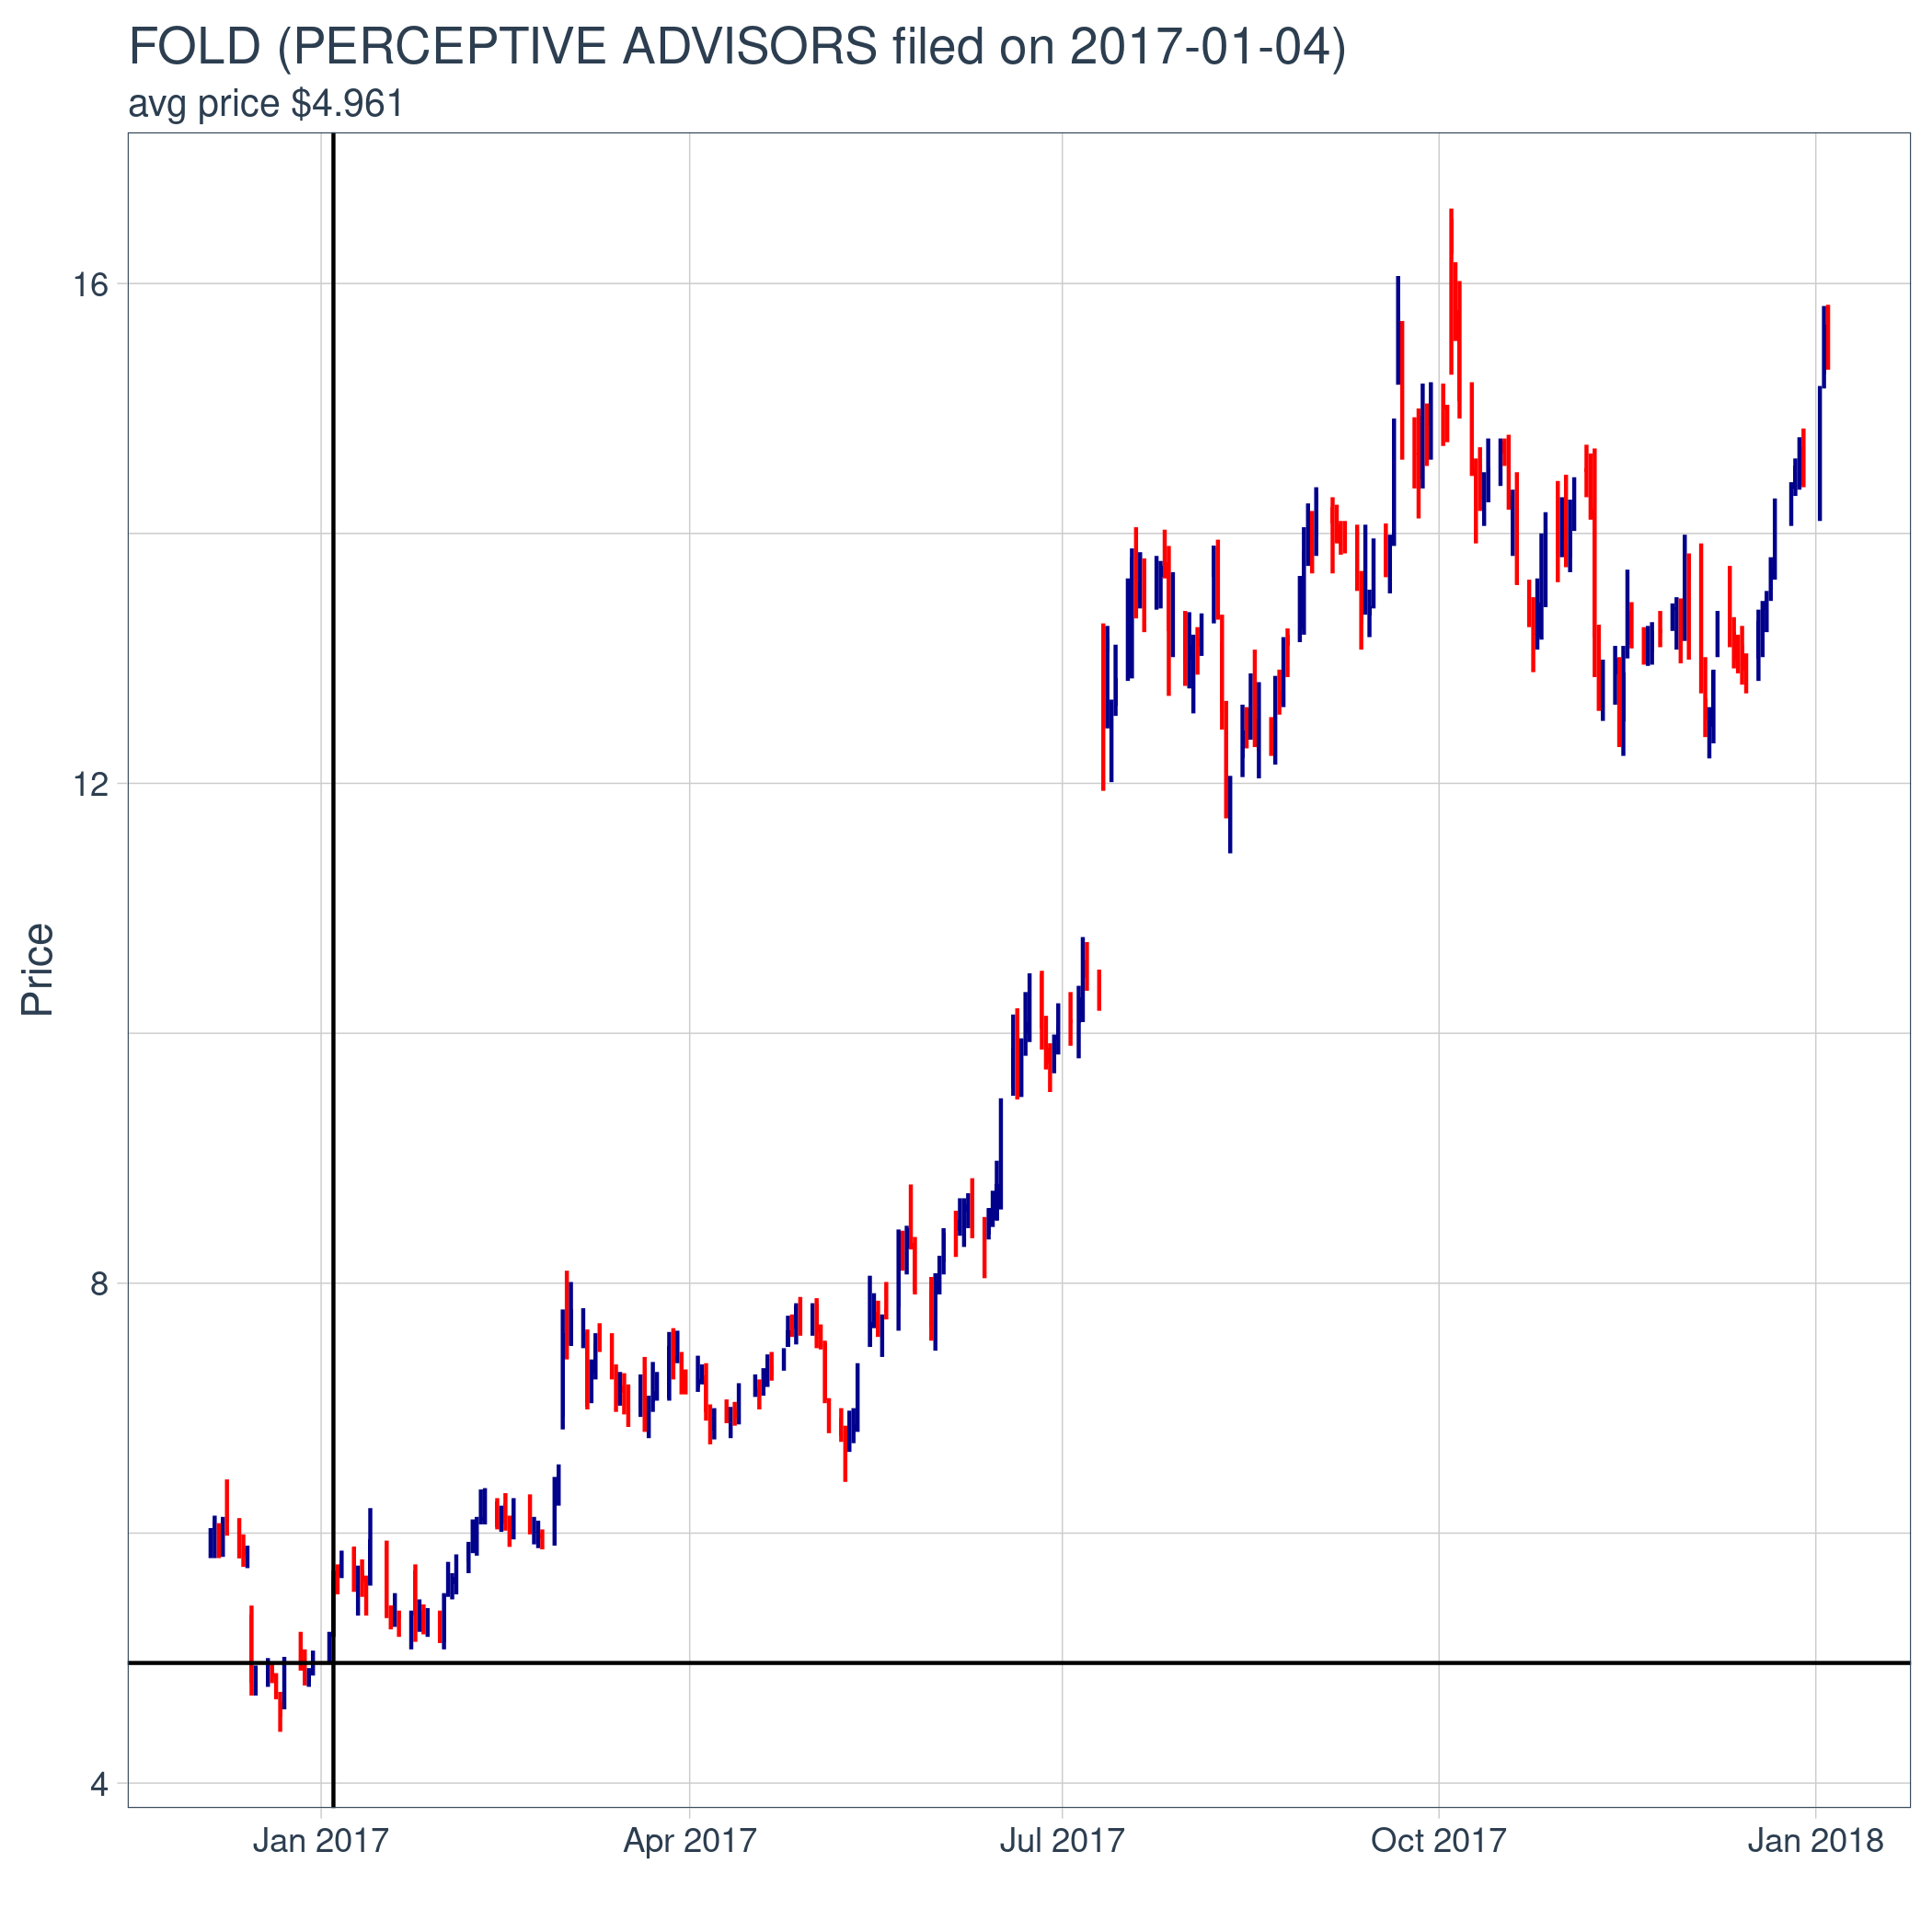 FOLD (PERCEPTIVE ADVISORS filed on 2017-01-04)
avg price $4.961
Price
16
12
8
4
Jan 2017
Apr 2017
Jul 2017
Oct 2017
Jan 2018